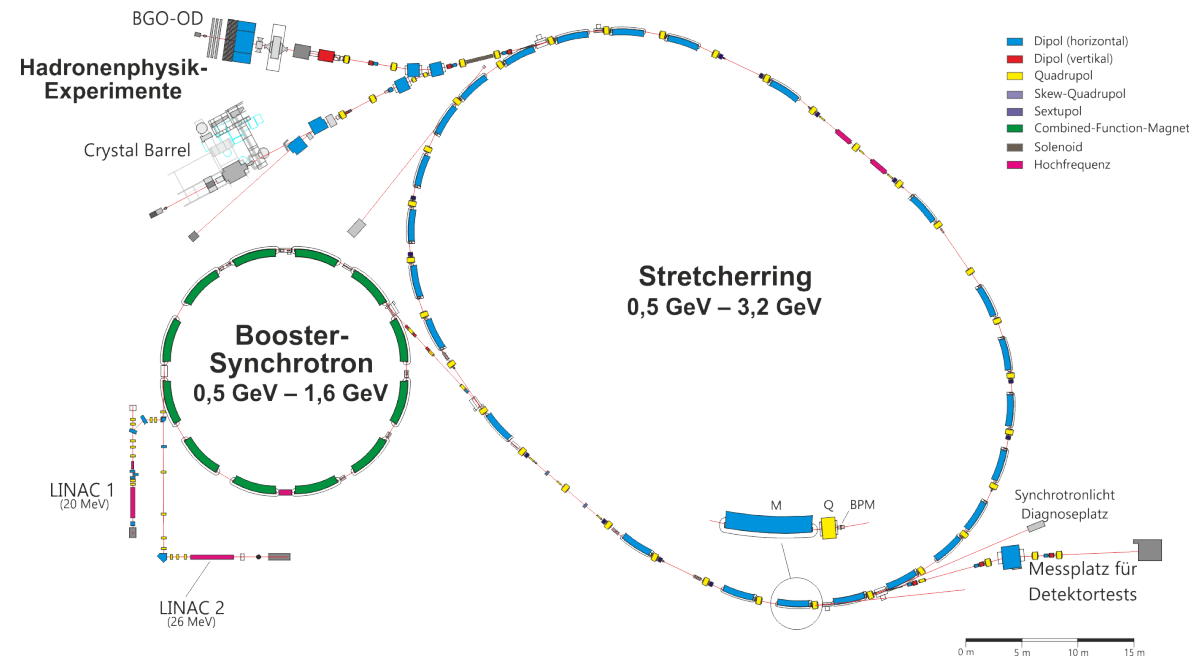 BGO-OD
Hadronenphysik-
Experimente
Crystal Barrel
Dipol (horizontal)
Dipol (vertikal)
Quadrupol
Skew-Quadrupol
Sextupol
Combined-Function-Magnet
Solenoid
Hochfrequenz
Stretcherring
0,5 GeV – 3,2 GeV
Booster-
Synchrotron
0,5 GeV – 1,6 GeV
LINAC 1
(20 MeV)
LINAC 2
(26 MeV)
M
Q
BPM
Synchrotronlicht
Diagnoseplatz
Messplatz für
Detektortests
0 m
5 m
10 m
15 m